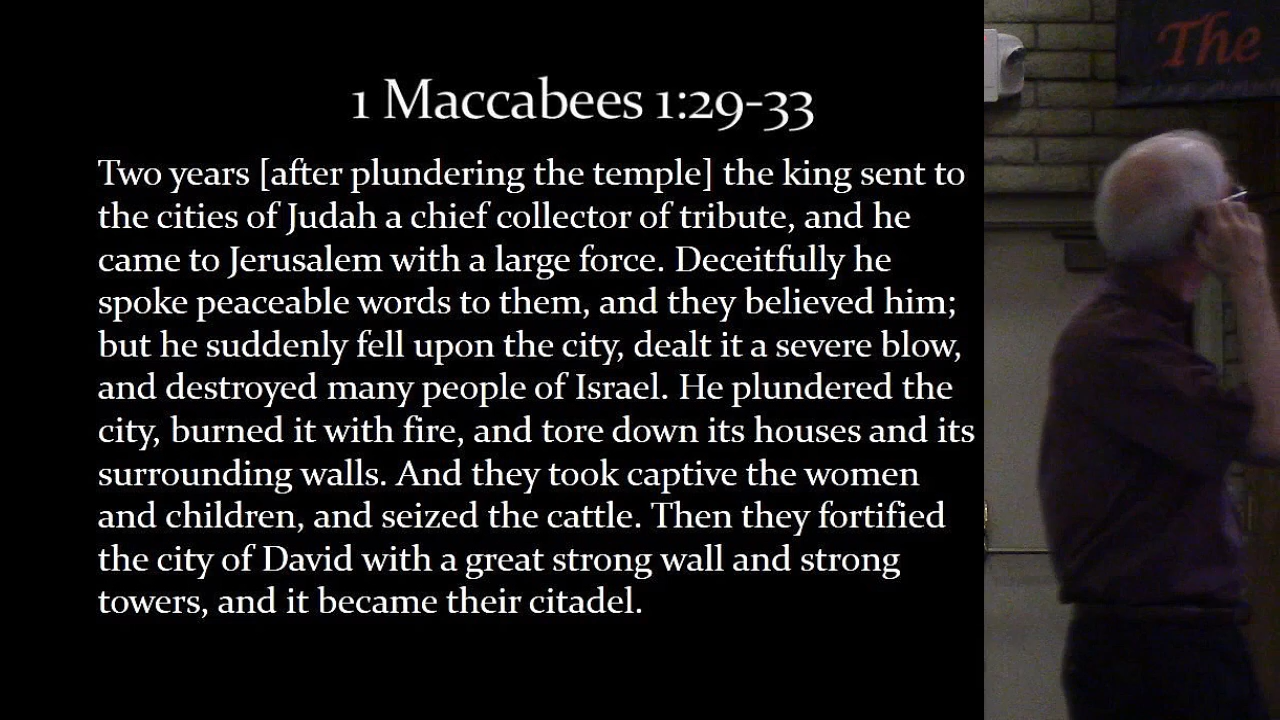 1 Maccabees 1:29-33
The
Two years [after plundering the temple] the king sent to
the cities of Judah a chief collector of tribute, and he
came to Jerusalem with a large force. Deceitfully he
spoke peaceable words to them, and they believed him;
but he suddenly fell upon the city, dealt it a severe blow,
and destroyed many people of Israel. He plundered the
city, burned it with fire, and tore down its houses and its
surrounding walls. And they took captive the women
and children, and seized the cattle. Then they fortified
the city of David with a great strong wall and strong
towers, and it became their citadel.